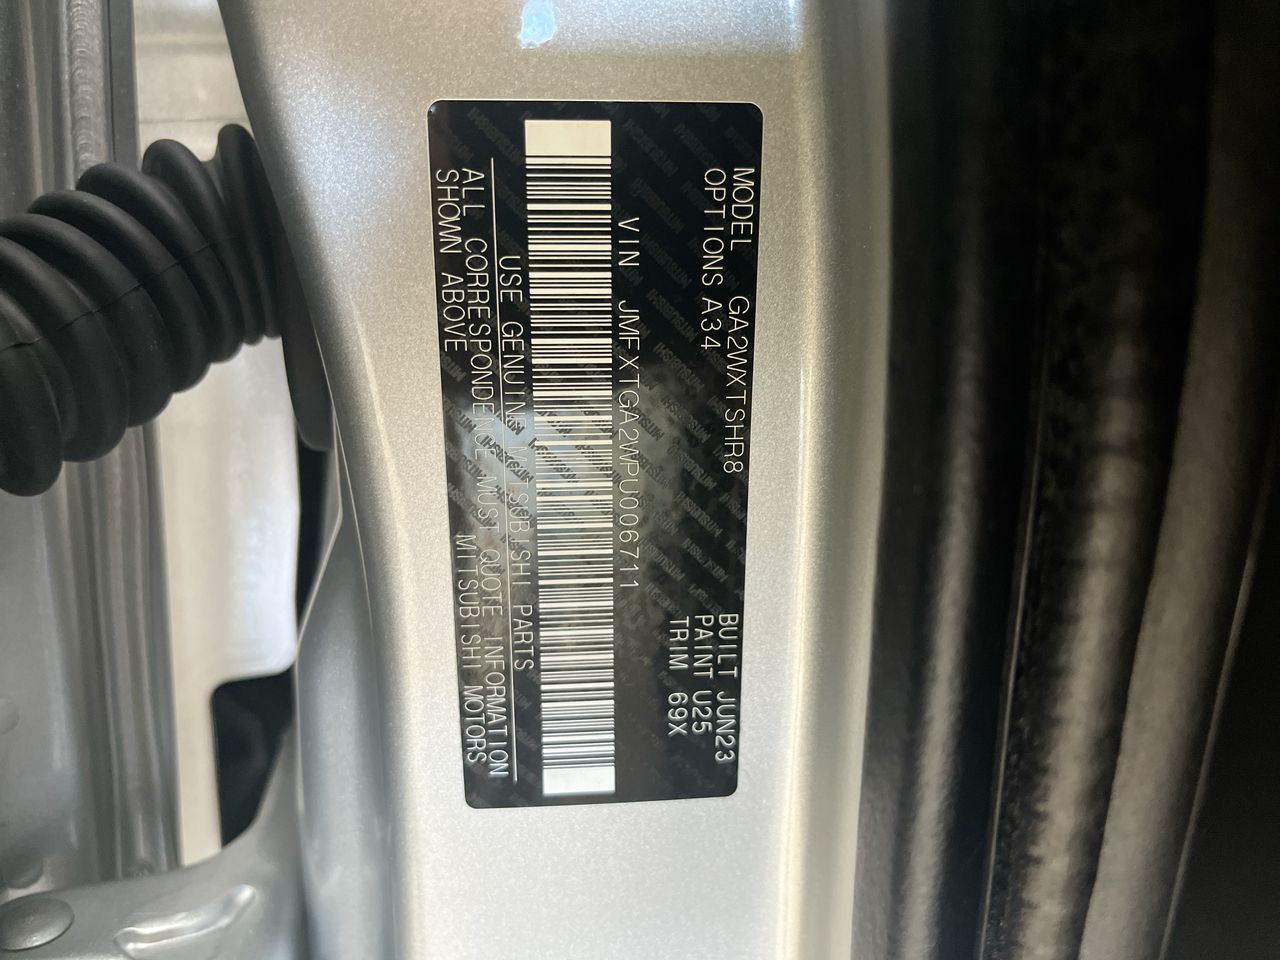 MODEL GA2WXTSHR8 BUILT JUN23
OPTIONS A34 PAINT U25
TRIM 69X
VIN JMFXTGA2WPU006711
USE GENUINE MITSUBISHI PARTS
ALL CORRESPONDENCE MUST QUOTE INFORMATION
SHOWN ABOVE MITSUBISHI MOTORS